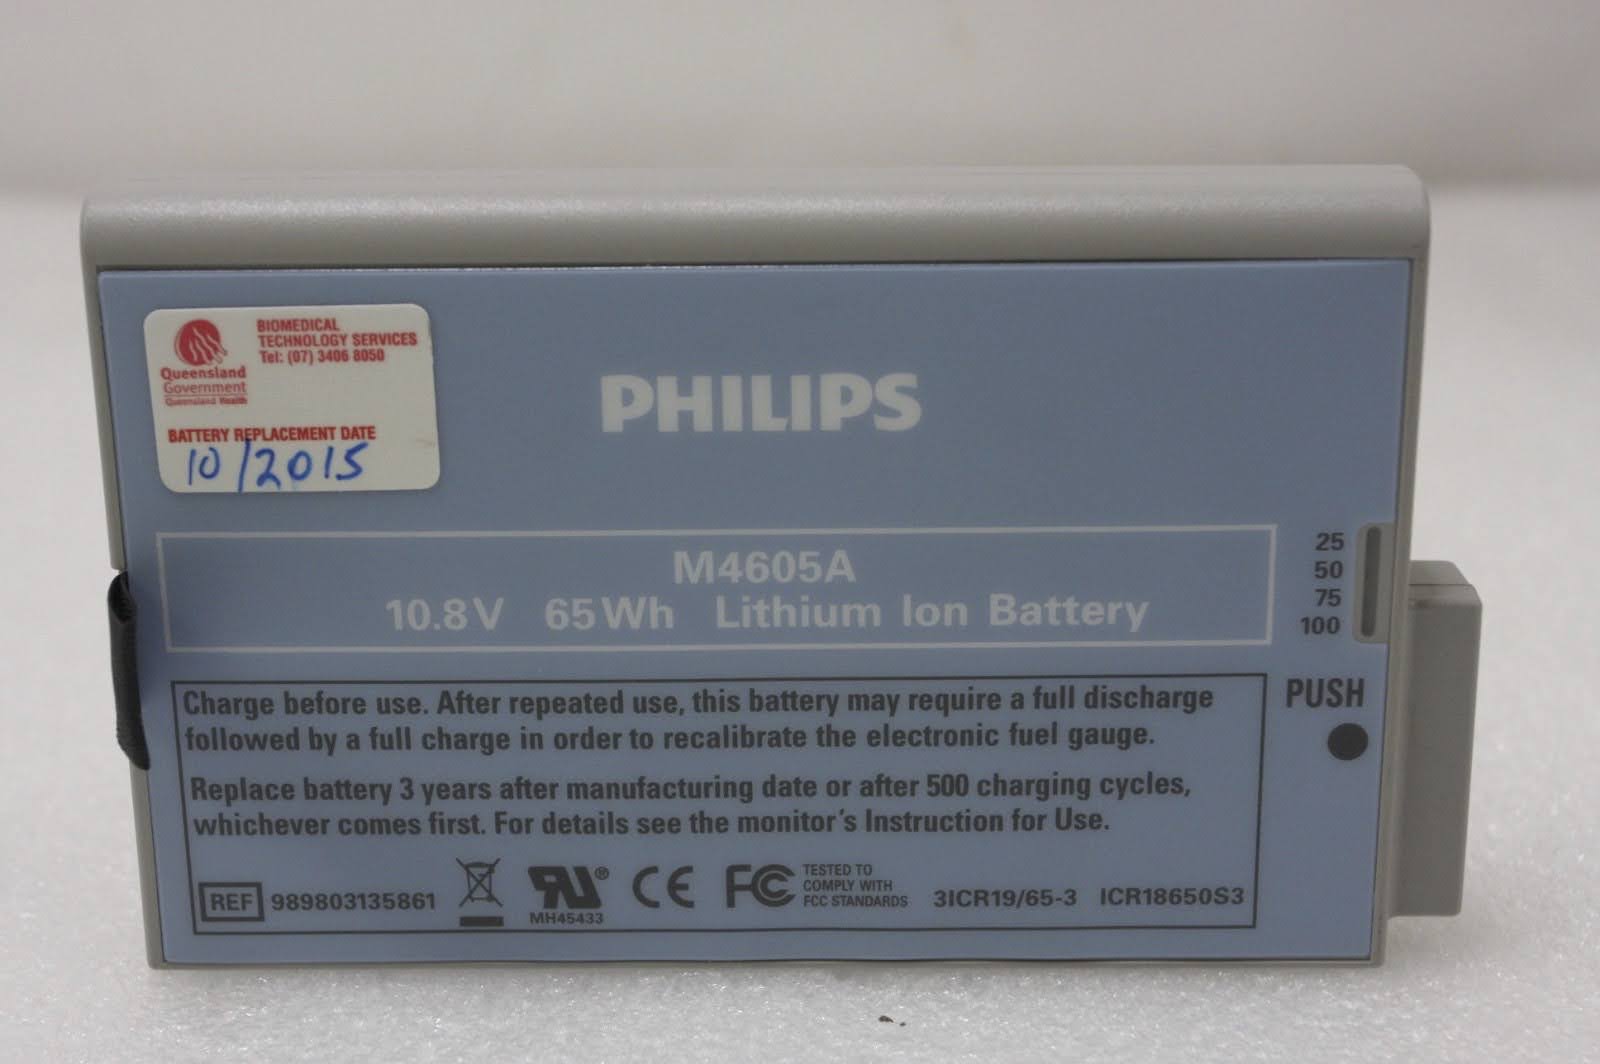 BIOMEDICAL
TECHNOLOGY SERVICES
Tel: (07) 3406 8050
Queensland
Government
Queensland Health
BATTERY REPLACEMENT DATE
10/2015
PHILIPS
M4605A
10.8V 65Wh Lithium Ion Battery
25
50
75
100
PUSH
Charge before use. After repeated use, this battery may require a full discharge
followed by a full charge in order to recalibrate the electronic fuel gauge.
Replace battery 3 years after manufacturing date or after 500 charging cycles,
whichever comes first. For details see the monitor's Instruction for Use.
REF 989803135861
RU®
MH45433
CE
FC
TESTED TO
COMPLY WITH
FCC STANDARDS
3ICR19/65-3 ICR18650S3